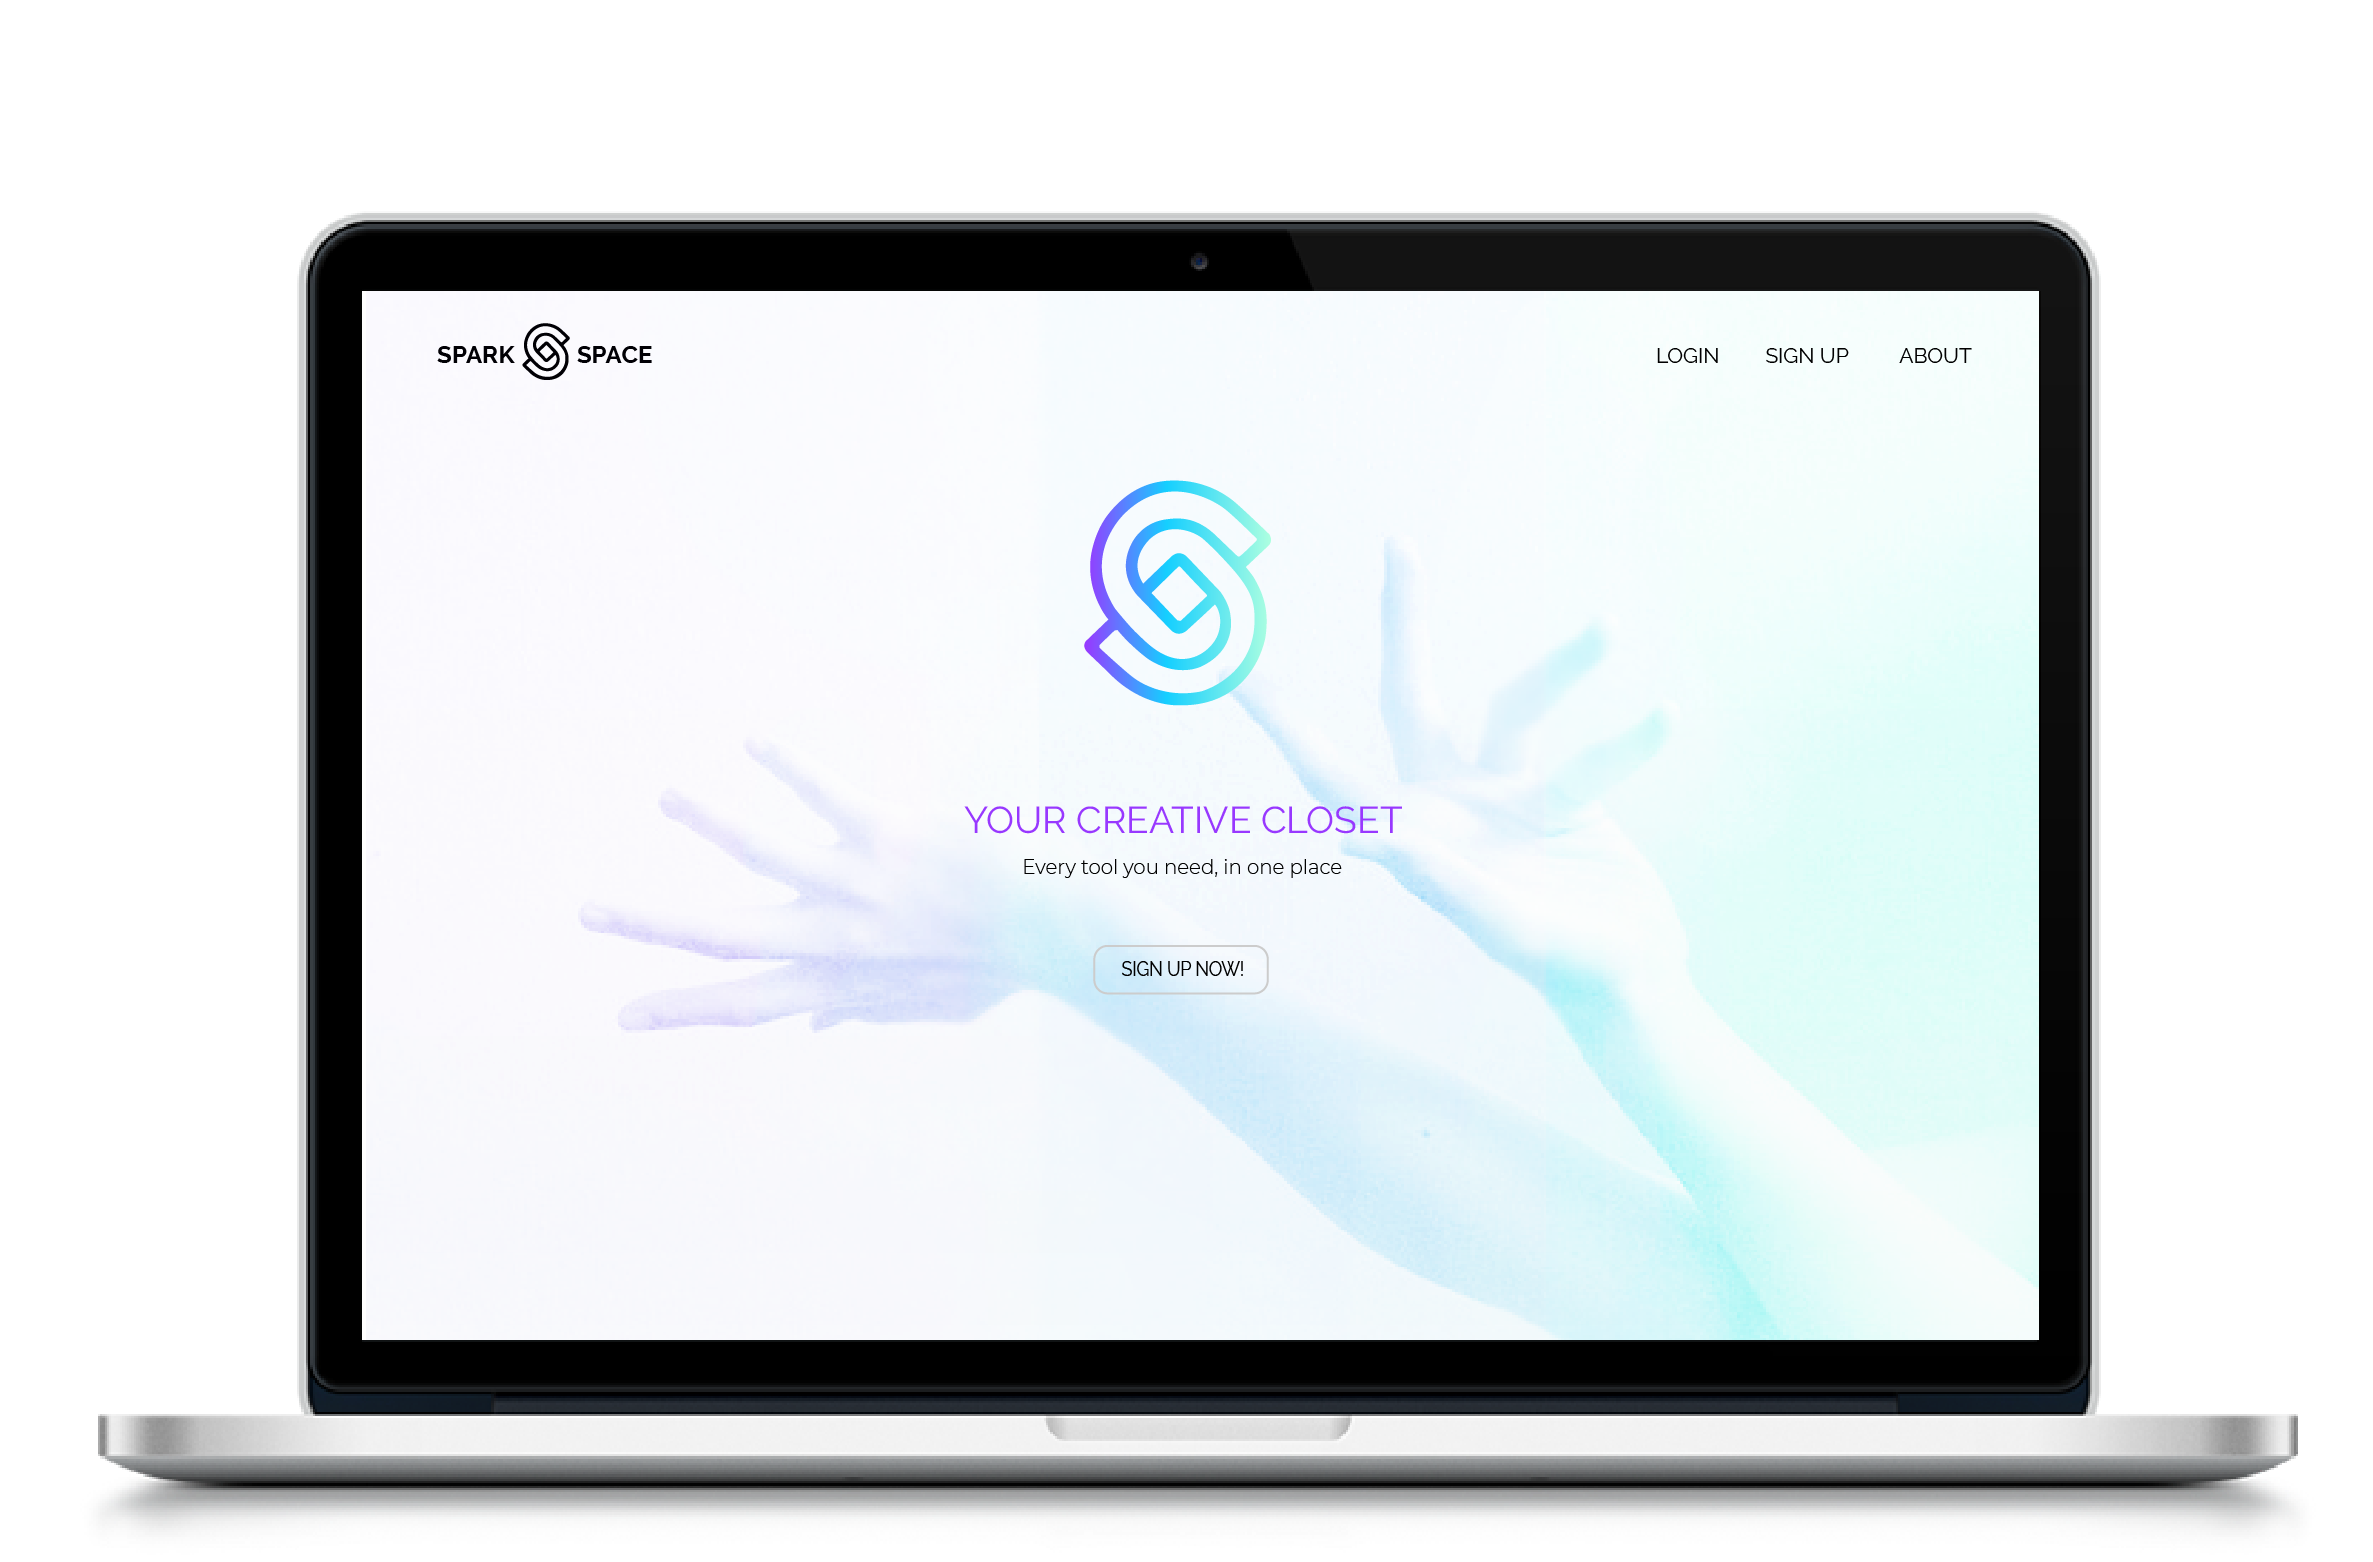 SPARK SPACE
LOGIN SIGN UP ABOUT
YOUR CREATIVE CLOSET
Every tool you need, in one place
SIGN UP NOW!